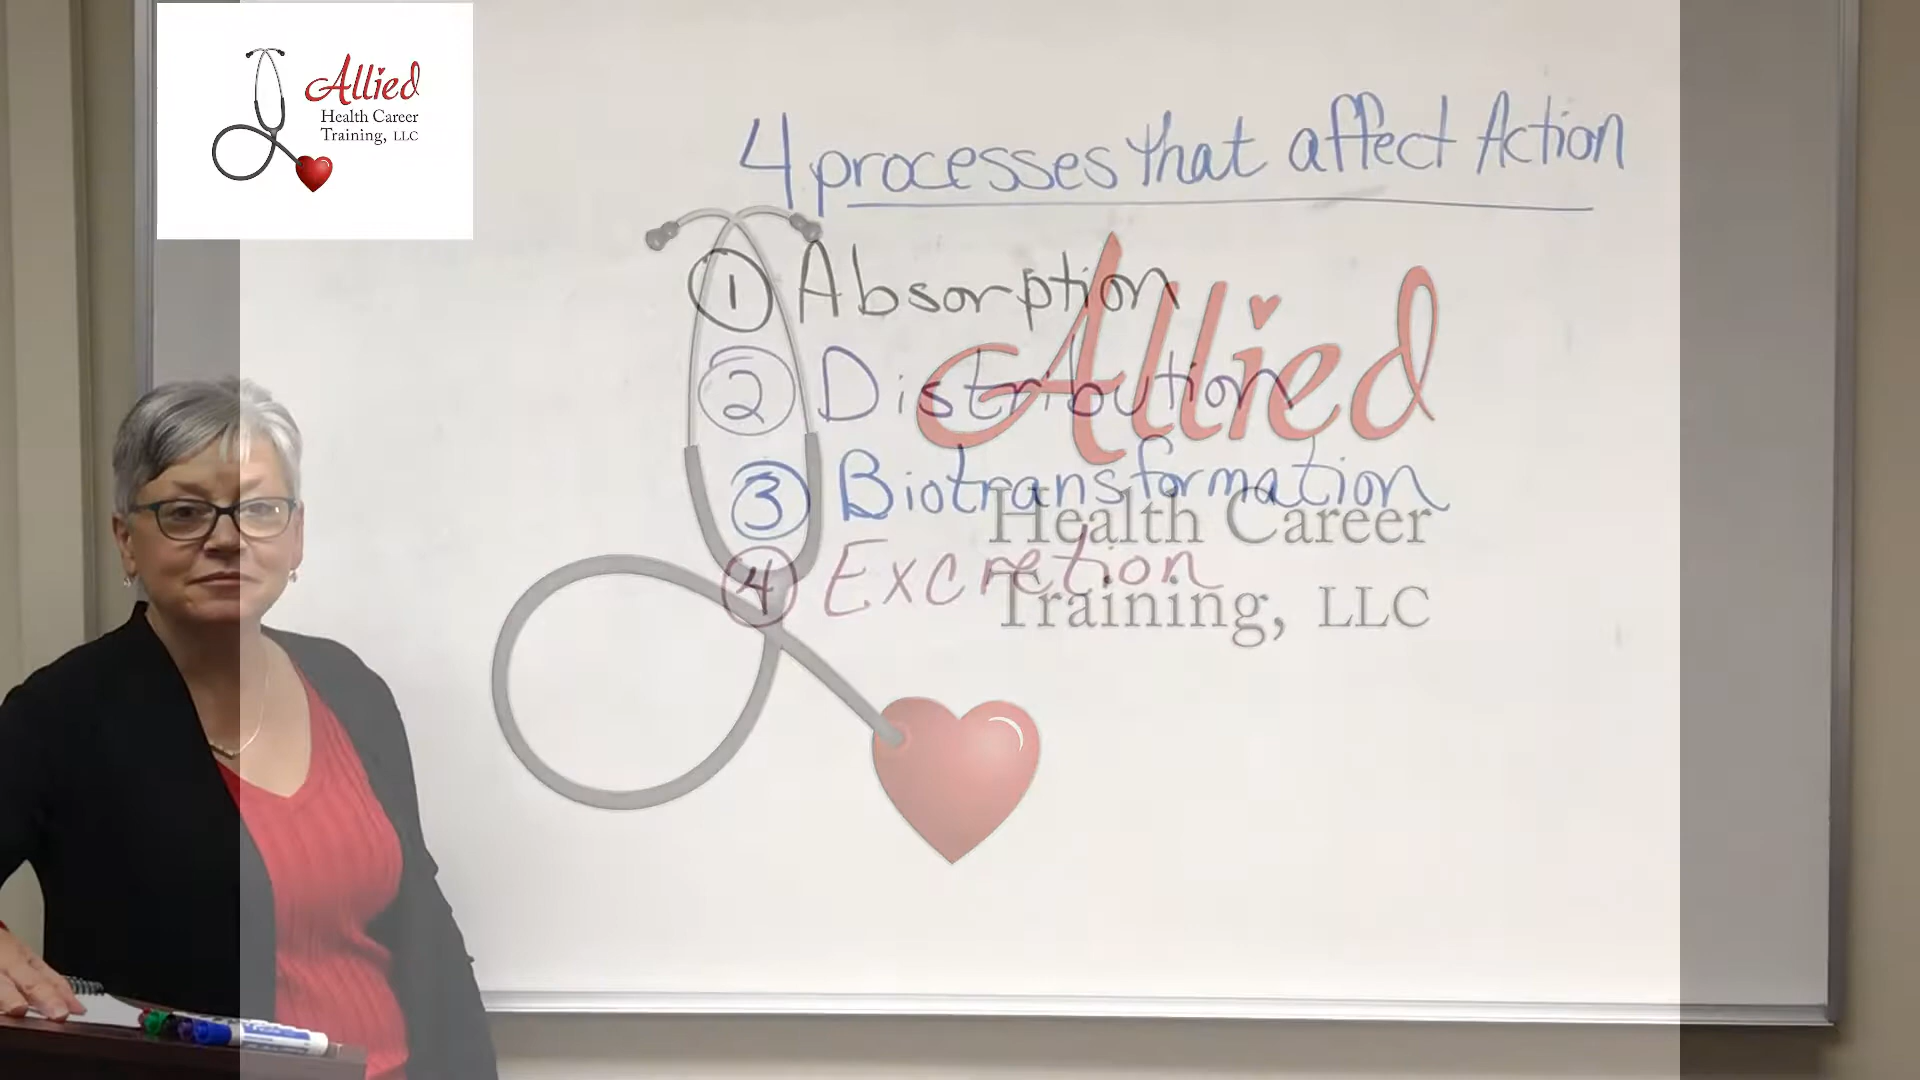 Allied
Health Career
Training, LLC
4 processes that affect Action
1 Absorption
2 Distribution
3 Biotransformation
4 Excretion
Allied
Health Career
Training, LLC